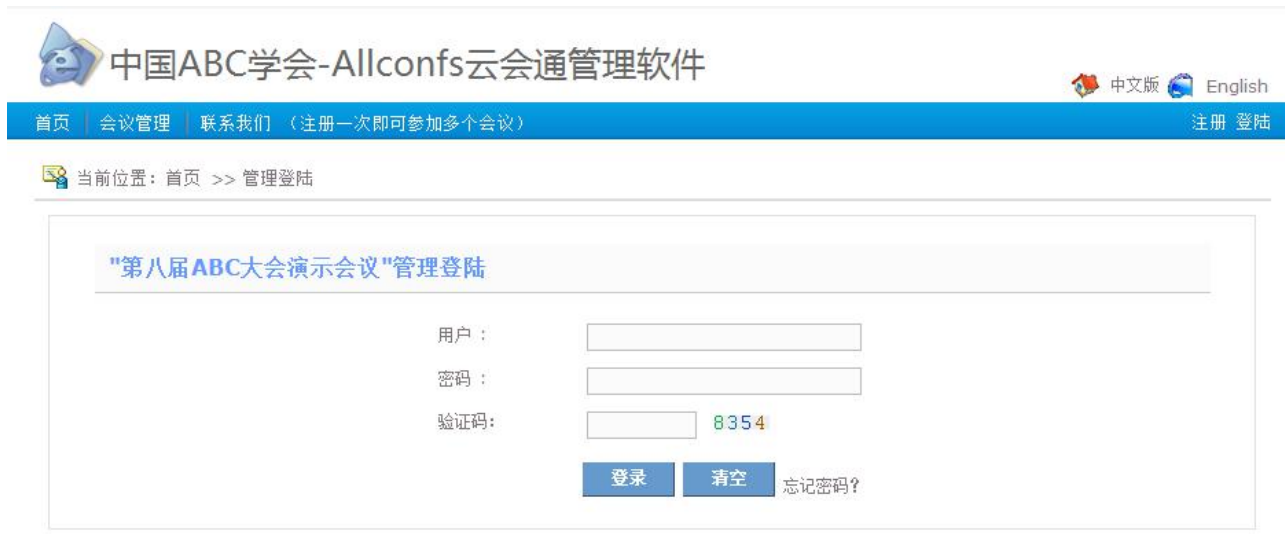 中国ABC学会-Allconfs云会通管理软件
中文版 English
首页 会议管理 联系我们 (注册一次即可参加多个会议) 注册 登陆
当前位置: 首页 >> 管理登陆
"第八届ABC大会演示会议"管理登陆
用户 :
密码 :
验证码: 8354
登录 清空 忘记密码?